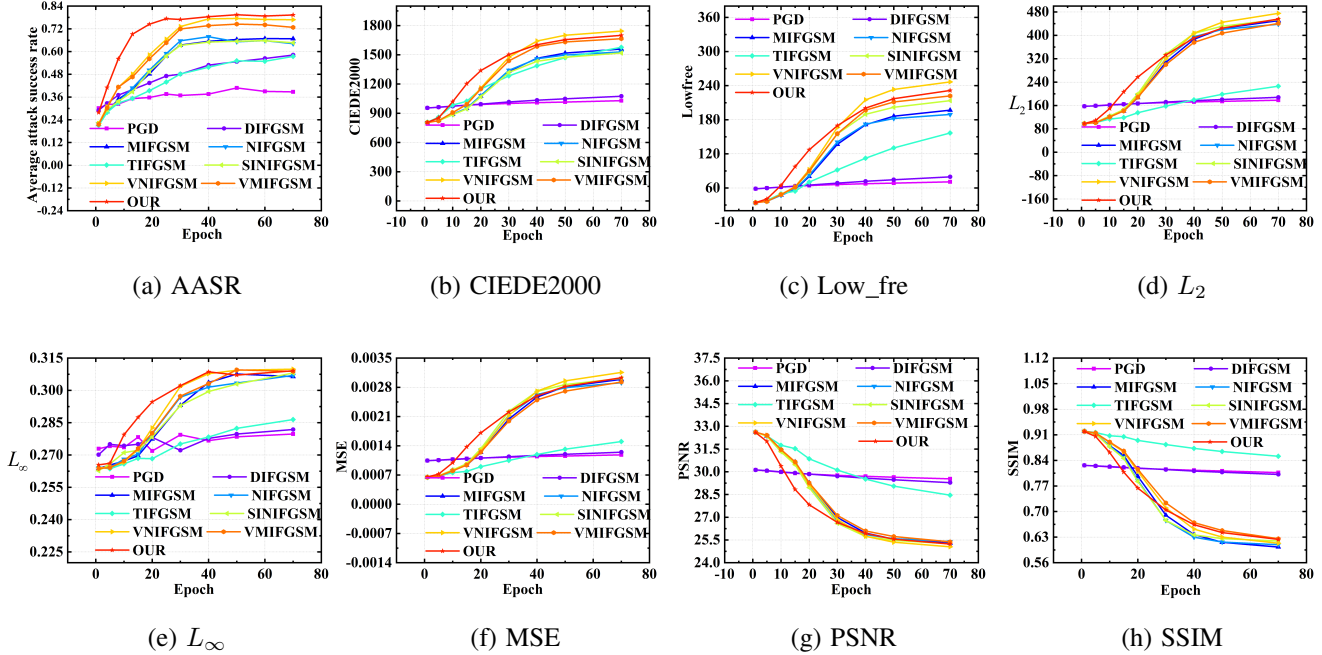 0.84
0.72
0.60
0.48
0.36
0.24
0.12
0.00
-0.12
-0.24
Average attack success rate
PGD DIFGSM
MIFGSM NIFGSM
TIFGSM SINIFGSM
VNIFGSM VMIFGSM
OUR
0 10 20 30 40 50 60 70 80
Epoch
(a) AASR
1800
1500
1200
900
600
300
0
CIEDE2000
PGD DIFGSM
MIFGSM NIFGSM
TIFGSM SINIFGSM
VNIFGSM VMIFGSM
OUR
-10 0 10 20 30 40 50 60 70 80
Epoch
(b) CIEDE2000
360
300
240
180
120
60
Lowfree
PGD DIFGSM
MIFGSM NIFGSM
TIFGSM SINIFGSM
VNIFGSM VMIFGSM
OUR
-10 0 10 20 30 40 50 60 70 80
Epoch
(c) Low_fre
480
400
320
240
160
80
0
-80
-160
L2
PGD DIFGSM
MIFGSM NIFGSM
TIFGSM SINIFGSM
VNIFGSM VMIFGSM
OUR
-10 0 10 20 30 40 50 60 70 80
Epoch
(d) L2
0.315
0.300
0.285
0.270
0.255
0.240
0.225
L∞
PGD DIFGSM
MIFGSM NIFGSM
TIFGSM SINIFGSM
VNIFGSM VMIFGSM
OUR
0 20 40 60 80
Epoch
(e) L∞
0.0035
0.0028
0.0021
0.0014
0.0007
0.0000
-0.0007
-0.0014
MSE
PGD DIFGSM
MIFGSM NIFGSM
TIFGSM SINIFGSM
VNIFGSM VMIFGSM
OUR
-10 0 10 20 30 40 50 60 70 80
Epoch
(f) MSE
37.5
36.0
34.5
33.0
31.5
30.0
28.5
27.0
25.5
24.0
PSNR
PGD DIFGSM
MIFGSM NIFGSM
TIFGSM SINIFGSM
VNIFGSM VMIFGSM
OUR
-10 0 10 20 30 40 50 60 70 80
Epoch
(g) PSNR
1.12
1.05
0.98
0.91
0.84
0.77
0.70
0.63
0.56
SSIM
PGD DIFGSM
MIFGSM NIFGSM
TIFGSM SINIFGSM
VNIFGSM VMIFGSM
OUR
-10 0 10 20 30 40 50 60 70 80
Epoch
(h) SSIM